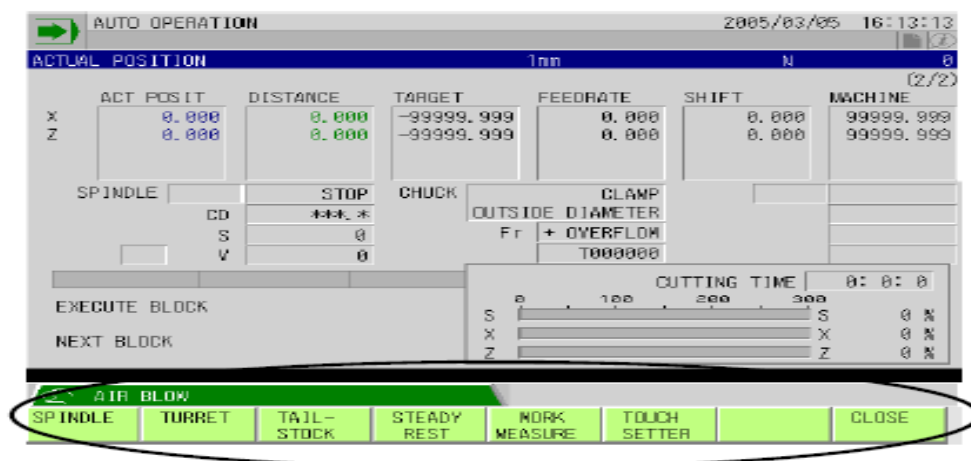 AUTO OPERATION 2005/03/05 16:13:13
ACTUAL POSITION 1mm N 0
(2/2)
ACT POSIT DISTANCE TARGET FEEDRATE SHIFT MACHINE
X 0.000 0.000 -99999.999 0.000 0.000 99999.999
Z 0.000 0.000 -99999.999 0.000 0.000 99999.999
SPINDLE STOP CHUCK CLAMP
CD ***.* OUTSIDE DIAMETER
S 0 Fr + OVERFLOW
V 0 T000000
CUTTING TIME 0: 0: 0
EXECUTE BLOCK 0 100 200 300
S S 0 %
NEXT BLOCK X X 0 %
Z Z 0 %
AIR BLOW
SPINDLE TURRET TAIL- STEADY WORK TOUCH CLOSE
STOCK REST MEASURE SETTER